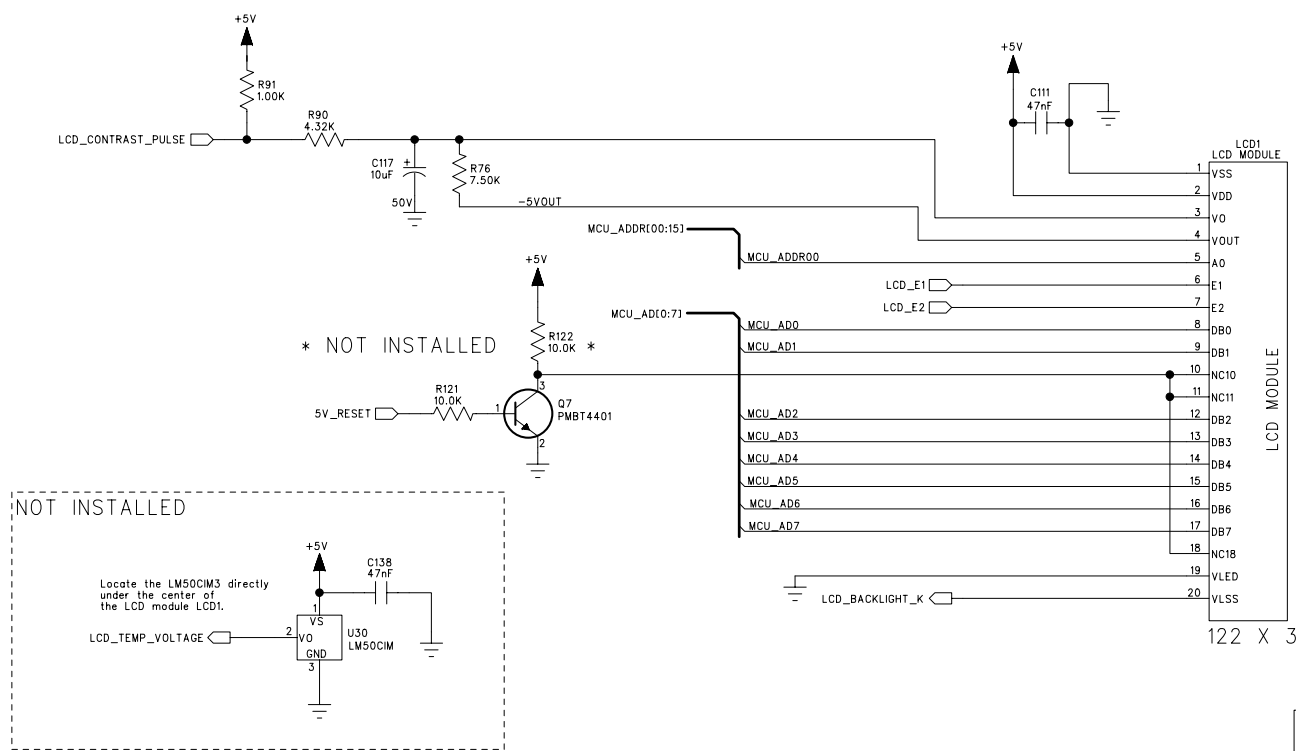 +5V
R91
1.00K
R90
4.32K
LCD_CONTRAST_PULSE
C117
10uF
+
50V
R76
7.50K
-5VOUT
+5V
C111
47nF
LCD1
LCD MODULE
1 VSS
2 VDD
3 VO
4 VOUT
MCU_ADDR[00:15]
MCU_ADDR00
5 A0
LCD_E1
6 E1
LCD_E2
7 E2
MCU_AD[0:7]
MCU_AD0
8 DB0
MCU_AD1
9 DB1
10 NC10
11 NC11
MCU_AD2
12 DB2
MCU_AD3
13 DB3
MCU_AD4
14 DB4
MCU_AD5
15 DB5
MCU_AD6
16 DB6
MCU_AD7
17 DB7
18 NC18
19 VLED
LCD_BACKLIGHT_K
20 VLSS
LCD MODULE
122 X 3
+5V
R122
10.0K
* NOT INSTALLED *
R121
10.0K
5V_RESET
1
3
2
Q7
PMBT4401
NOT INSTALLED
+5V
C138
47nF
Locate the LM50CIM3 directly
under the center of
the LCD module LCD1.
1
VS
LCD_TEMP_VOLTAGE
2 VO
U30
LM50CIM
GND
3